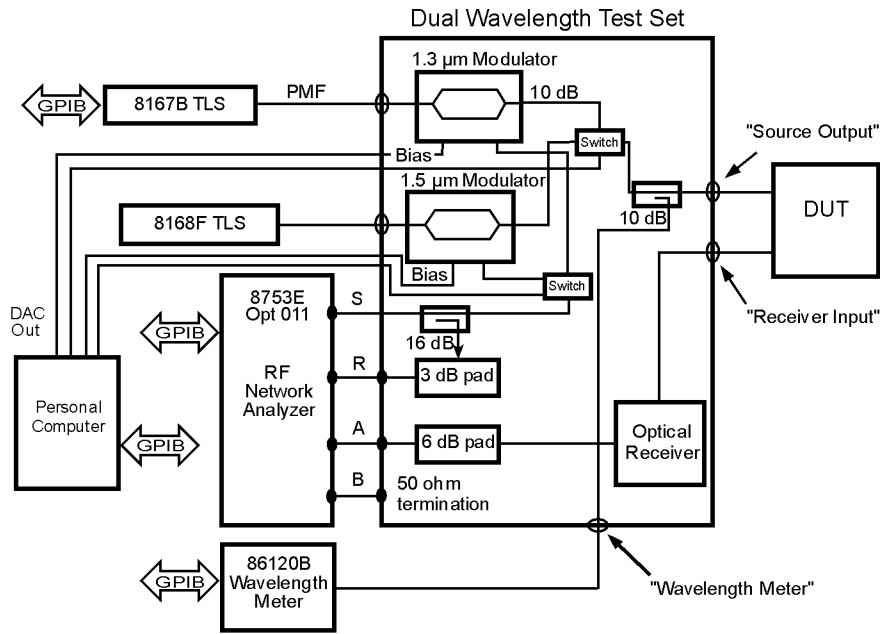 Dual Wavelength Test Set
1.3 µm Modulator
GPIB
8167B TLS
PMF
10 dB
Switch
"Source Output"
Bias
1.5 µm Modulator
10 dB
DUT
8168F TLS
Bias
Switch
"Receiver Input"
DAC
Out
8753E
Opt 011
S
GPIB
16 dB
RF
Network
Analyzer
R
3 dB pad
Personal
Computer
GPIB
A
6 dB pad
Optical
Receiver
B
50 ohm
termination
GPIB
86120B
Wavelength
Meter
"Wavelength Meter"